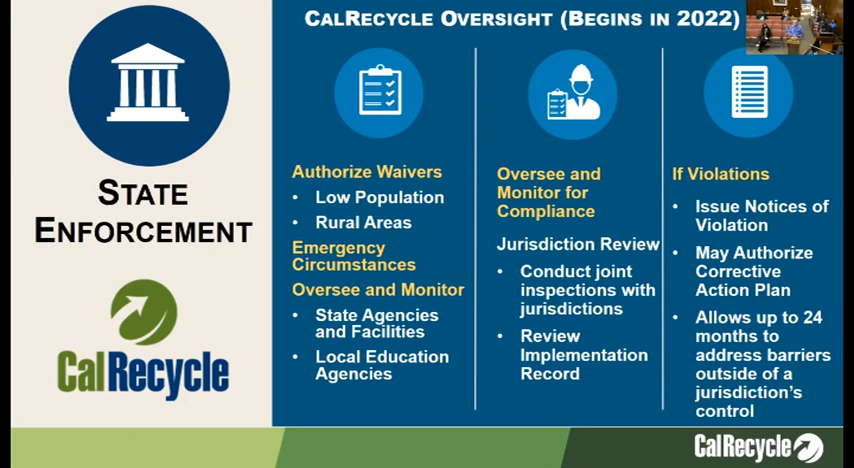 CALRECYCLE OVERSIGHT (BEGINS IN 2022)
STATE
ENFORCEMENT
CalRecycle
Authorize Waivers
• Low Population
• Rural Areas
Emergency
Circumstances
Oversee and Monitor
• State Agencies
and Facilities
• Local Education
Agencies
Oversee and
Monitor for
Compliance
Jurisdiction Review
• Conduct joint
inspections with
jurisdictions
• Review
Implementation
Record
If Violations
• Issue Notices of
Violation
• May Authorize
Corrective
Action Plan
• Allows up to 24
months to
address barriers
outside of a
jurisdiction's
control
CalRecycle